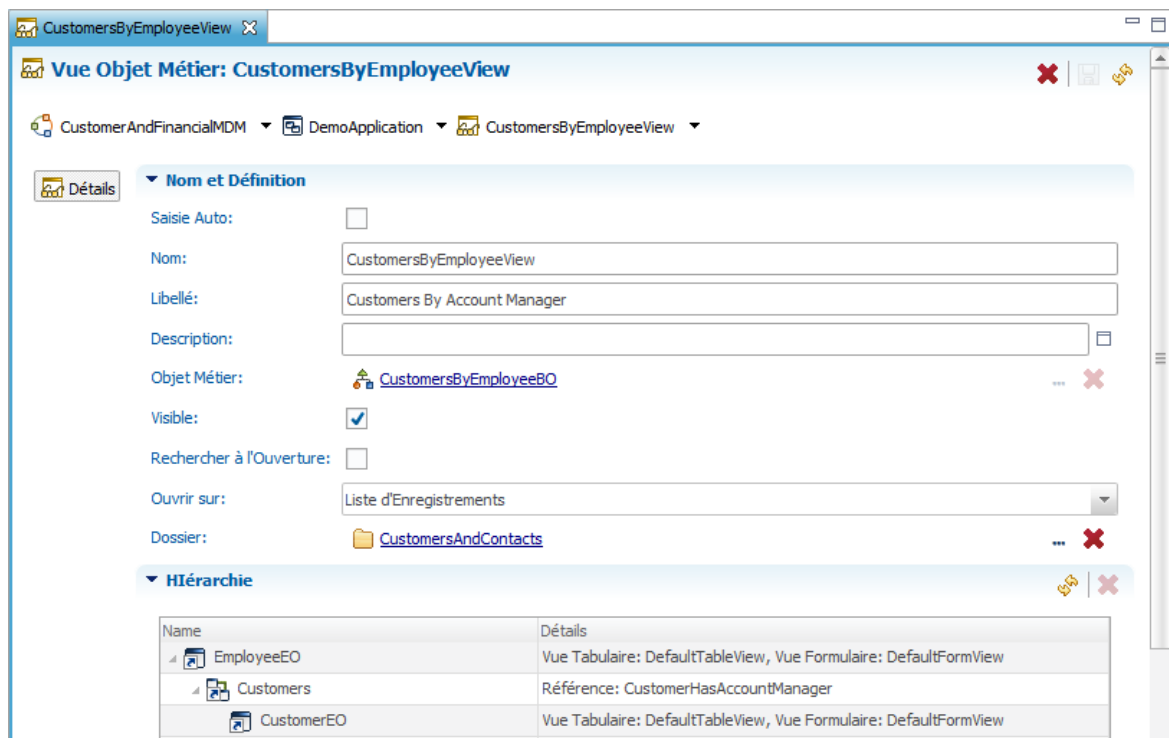 CustomersByEmployeeView
Vue Objet Métier: CustomersByEmployeeView
CustomerAndFinancialMDM DemoApplication CustomersByEmployeeView
Détails
Nom et Définition
Saisie Auto:
Nom: CustomersByEmployeeView
Libellé: Customers By Account Manager
Description:
Objet Métier: CustomersByEmployeeBO ...
Visible:
Rechercher à l'Ouverture:
Ouvrir sur: Liste d'Enregistrements
Dossier: CustomersAndContacts ...
HIérarchie
Name Détails
EmployeeEO Vue Tabulaire: DefaultTableView, Vue Formulaire: DefaultFormView
Customers Référence: CustomerHasAccountManager
CustomerEO Vue Tabulaire: DefaultTableView, Vue Formulaire: DefaultFormView